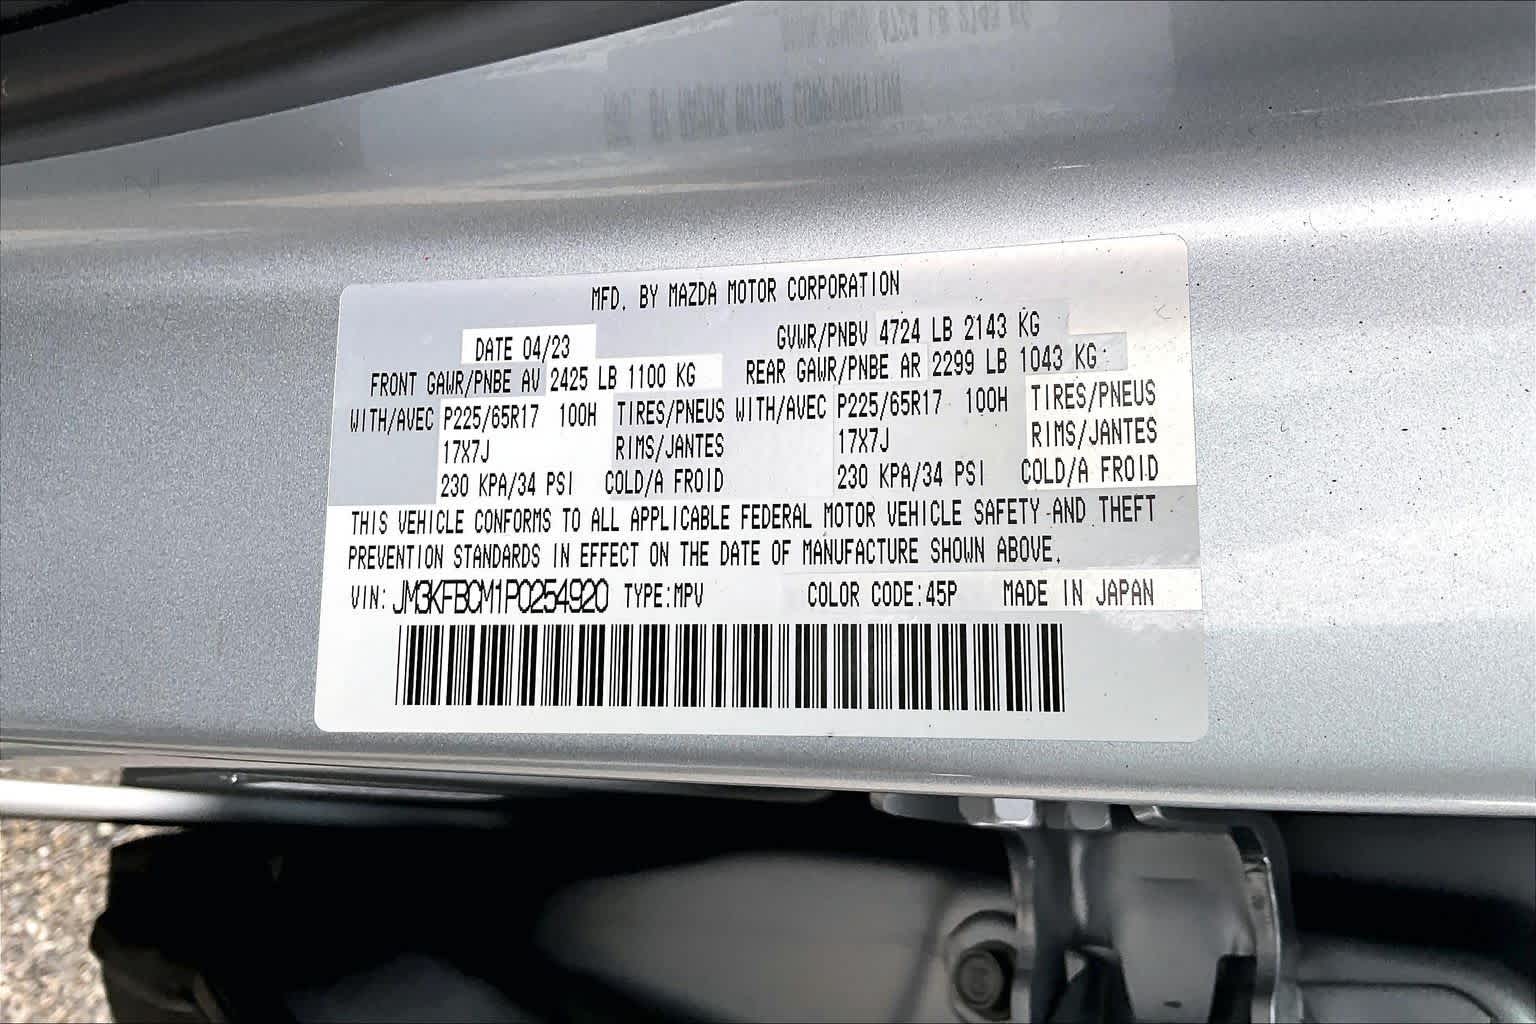 MFD. BY MAZDA MOTOR CORPORATION
DATE 04/23 GVWR/PNBV 4724 LB 2143 KG
FRONT GAWR/PNBE AV 2425 LB 1100 KG REAR GAWR/PNBE AR 2299 LB 1043 KG
WITH/AVEC P225/65R17 100H TIRES/PNEUS WITH/AVEC P225/65R17 100H TIRES/PNEUS
17X7J RIMS/JANTES 17X7J RIMS/JANTES
230 KPA/34 PSI COLD/A FROID 230 KPA/34 PSI COLD/A FROID
THIS VEHICLE CONFORMS TO ALL APPLICABLE FEDERAL MOTOR VEHICLE SAFETY AND THEFT
PREVENTION STANDARDS IN EFFECT ON THE DATE OF MANUFACTURE SHOWN ABOVE.
VIN: JM3KFBCM1P0254920 TYPE:MPV COLOR CODE:45P MADE IN JAPAN